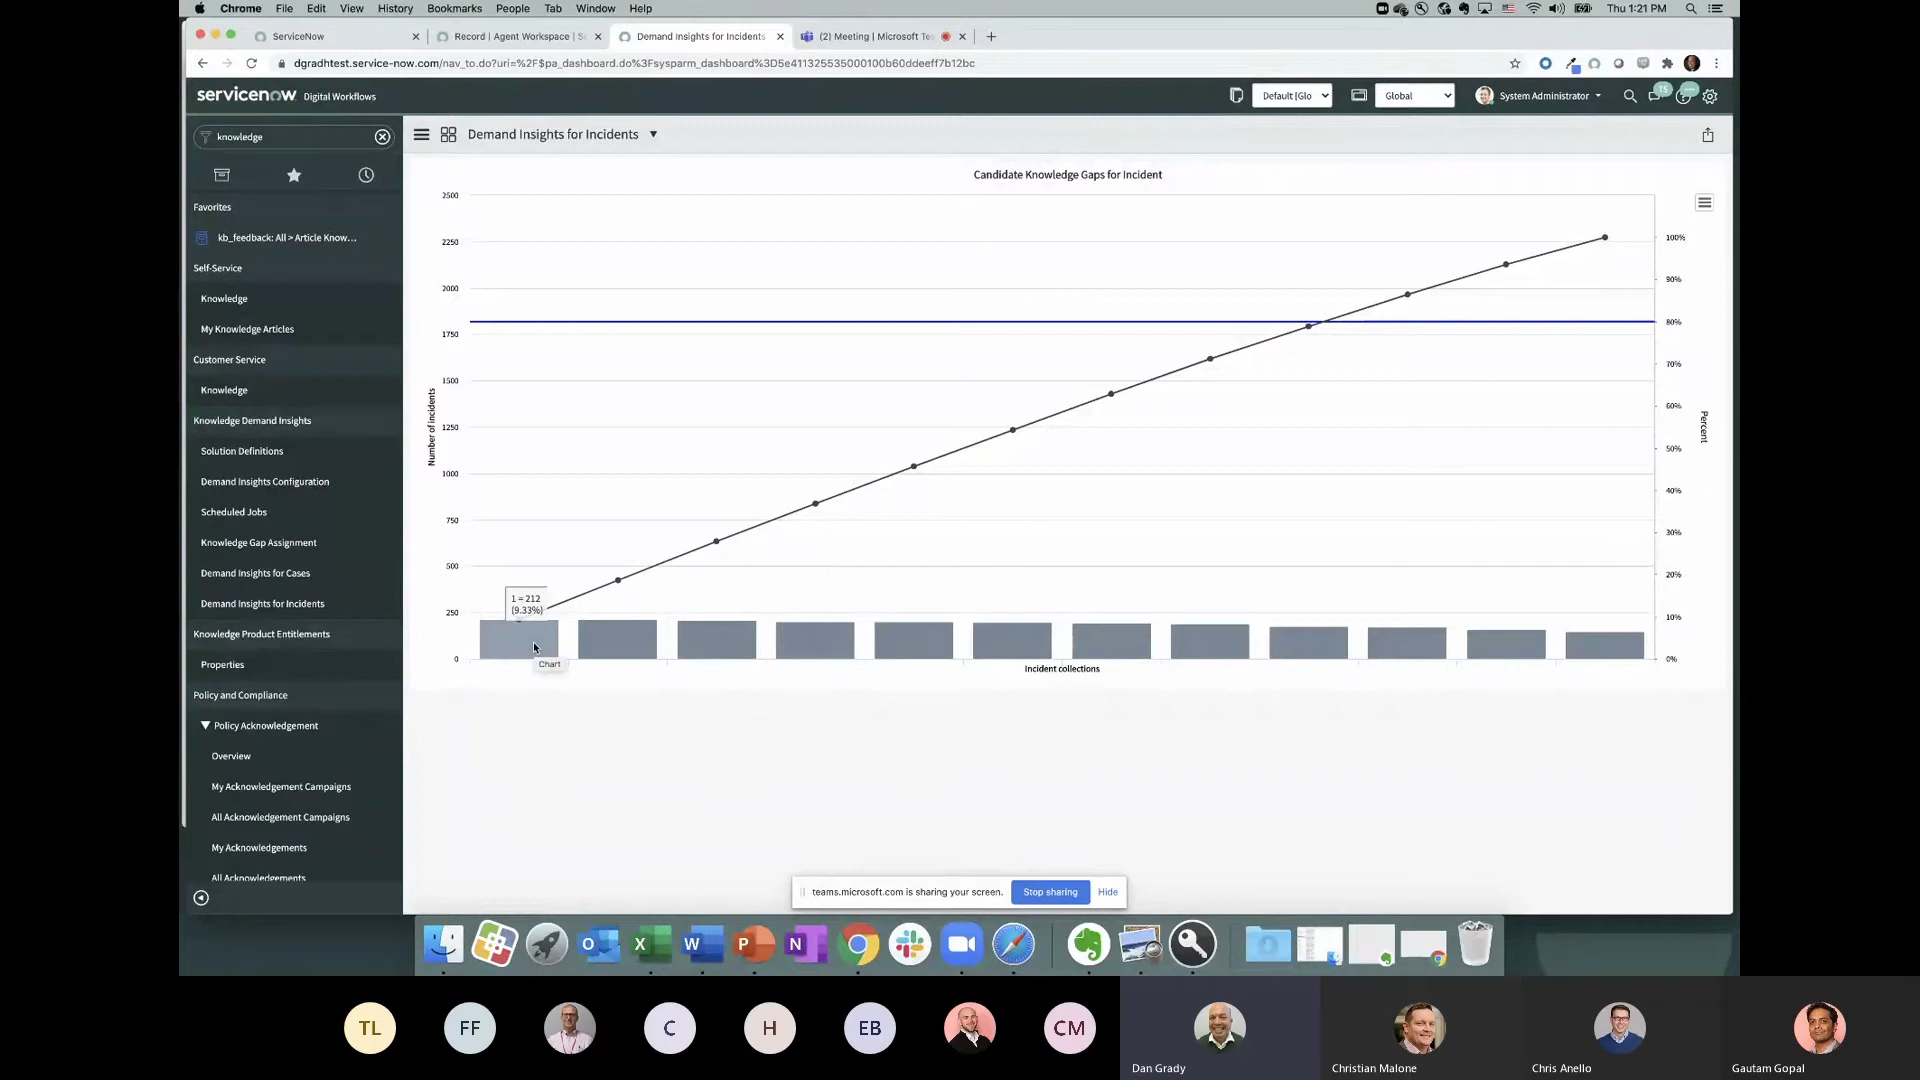 Chrome File Edit View History Bookmarks People Tab Window Help
Thu 1:21 PM
ServiceNow
Record | Agent Workspace | S
Demand Insights for Incidents
(2) Meeting | Microsoft Te
dgradhtest.service-now.com/nav_to.do?uri=%2F$pa_dashboard.do%3Fsysparm_dashboard%3D5e411325535000100b60ddeeff7b12bc
servicenow Digital Workflows
Default |Glo
Global
System Administrator
knowledge
Demand Insights for Incidents
Favorites
kb_feedback: All > Article Know...
Self-Service
Knowledge
My Knowledge Articles
Customer Service
Knowledge
Knowledge Demand Insights
Solution Definitions
Demand Insights Configuration
Scheduled Jobs
Knowledge Gap Assignment
Demand Insights for Cases
Demand Insights for Incidents
Knowledge Product Entitlements
Properties
Policy and Compliance
Policy Acknowledgement
Overview
My Acknowledgement Campaigns
All Acknowledgement Campaigns
My Acknowledgements
All Acknowledgements
Candidate Knowledge Gaps for Incident
2500
2250
2000
1750
1500
1250
1000
750
500
250
0
Number of incidents
100%
90%
80%
70%
60%
50%
40%
30%
20%
10%
0%
Percent
1 = 212
(9.33%)
Chart
Incident collections
teams.microsoft.com is sharing your screen.
Stop sharing
Hide
TL
FF
C
H
EB
CM
Dan Grady
Christian Malone
Chris Anello
Gautam Gopal